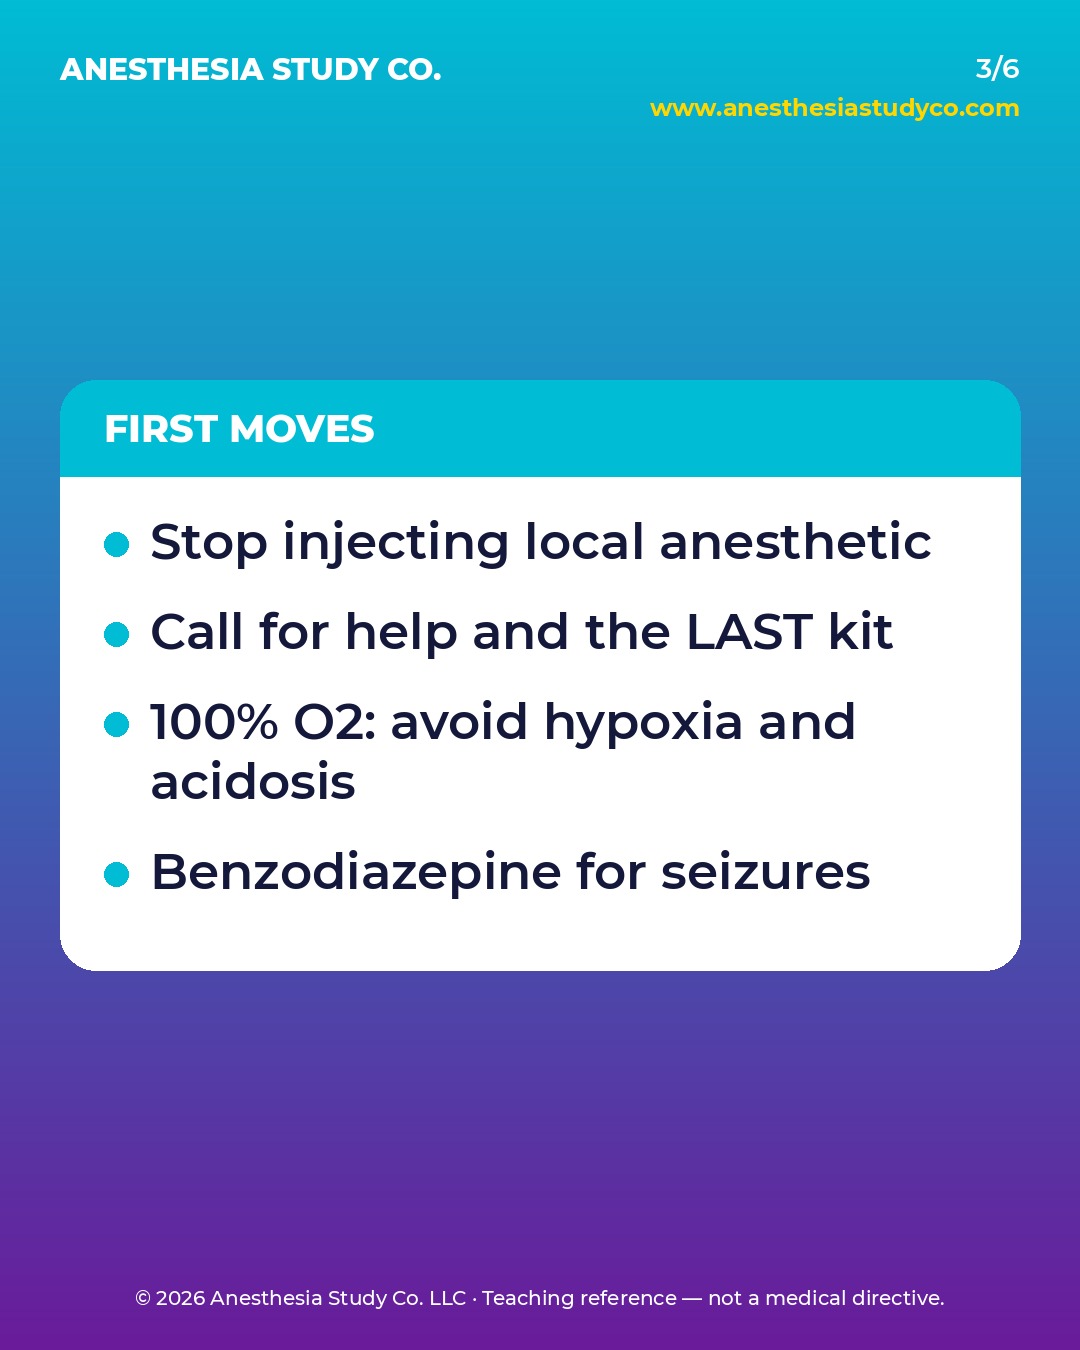 ANESTHESIA STUDY CO.
3/6
www.anesthesiastudyco.com
FIRST MOVES
Stop injecting local anesthetic
Call for help and the LAST kit
100% O2: avoid hypoxia and
acidosis
Benzodiazepine for seizures
© 2026 Anesthesia Study Co. LLC · Teaching reference — not a medical directive.